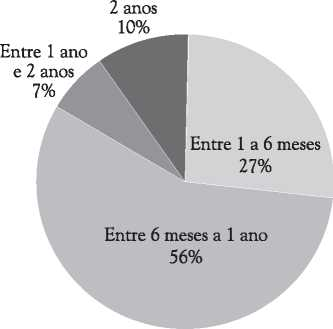 2 anos
10%
Entre 1 ano
e 2 anos
7%
Entre 1 a 6 meses
27%
Entre 6 meses a 1 ano
56%